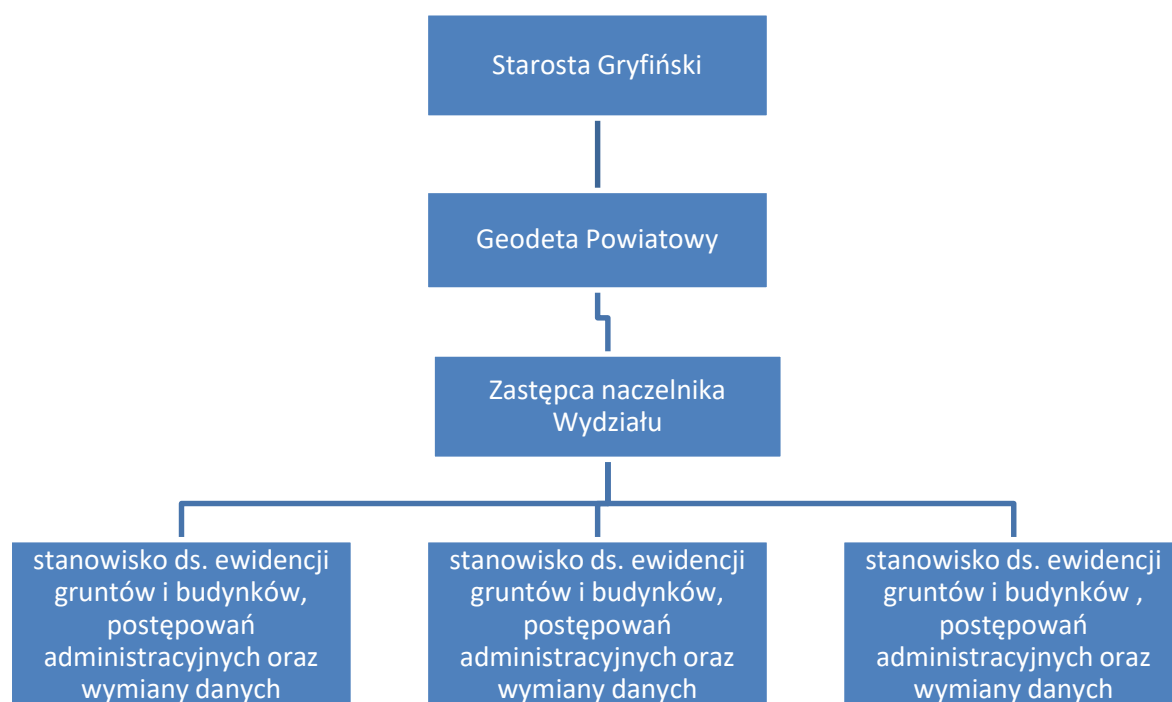 Starosta Gryfiński
Geodeta Powiatowy
Zastępca naczelnika
Wydziału
stanowisko ds. ewidencji
gruntów i budynków,
postępowań
administracyjnych oraz
wymiany danych
stanowisko ds. ewidencji
gruntów i budynków,
postępowań
administracyjnych oraz
wymiany danych
stanowisko ds. ewidencji
gruntów i budynków ,
postępowań
administracyjnych oraz
wymiany danych